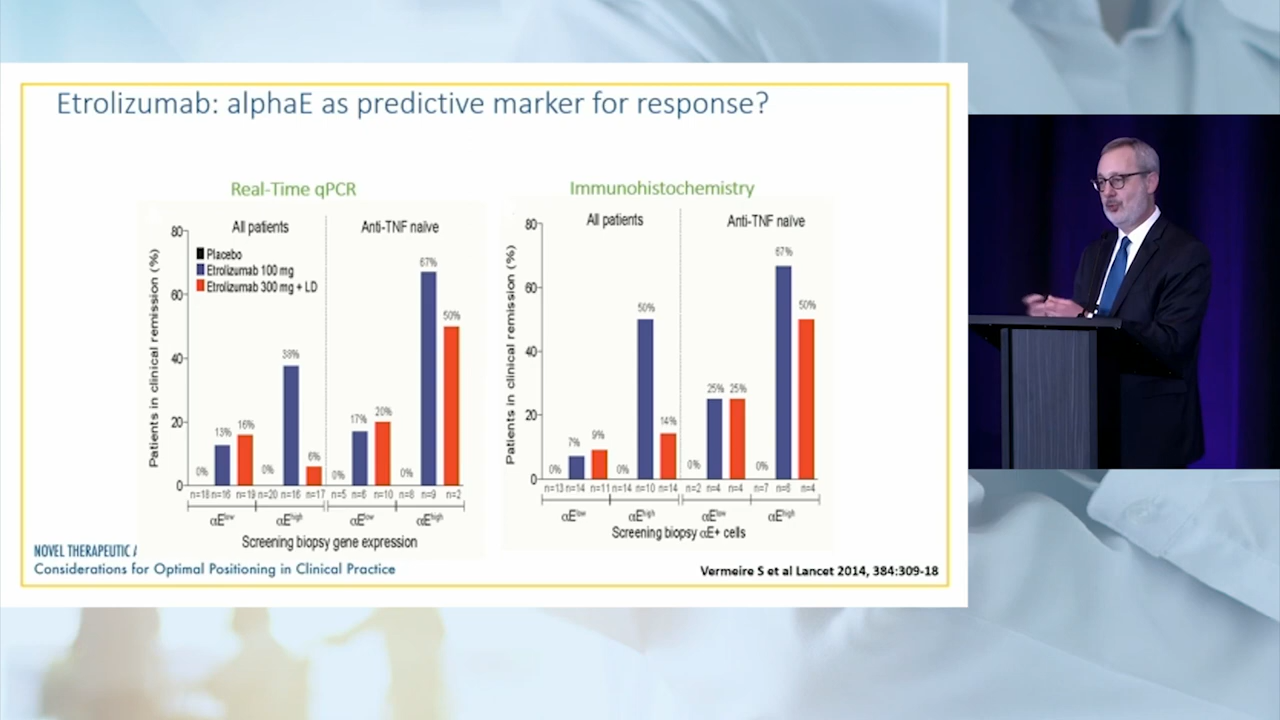 Etrolizumab: alphaE as predictive marker for response?
Real-Time qPCR
All patients
Anti-TNF naïve
Placebo
Etrolizumab 100 mg
Etrolizumab 300 mg + LD
Patients in clinical remission (%)
80
60
40
20
0
0% 13% 16% 0% 38% 6% 0% 17% 20% 0% 67% 50%
n=18 n=16 n=19 n=20 n=16 n=17 n=5 n=6 n=10 n=8 n=9 n=2
αElow αEhigh αElow αEhigh
Screening biopsy gene expression
Immunohistochemistry
All patients
Anti-TNF naïve
Patients in clinical remission (%)
80
60
40
20
0
0% 7% 9% 0% 50% 14% 0% 25% 25% 0% 67% 50%
n=13 n=14 n=11 n=14 n=10 n=14 n=2 n=4 n=4 n=7 n=6 n=4
αElow αEhigh αElow αEhigh
Screening biopsy αE+ cells
NOVEL THERAPEUTIC
Considerations for Optimal Positioning in Clinical Practice
Vermeire S et al Lancet 2014, 384:309-18